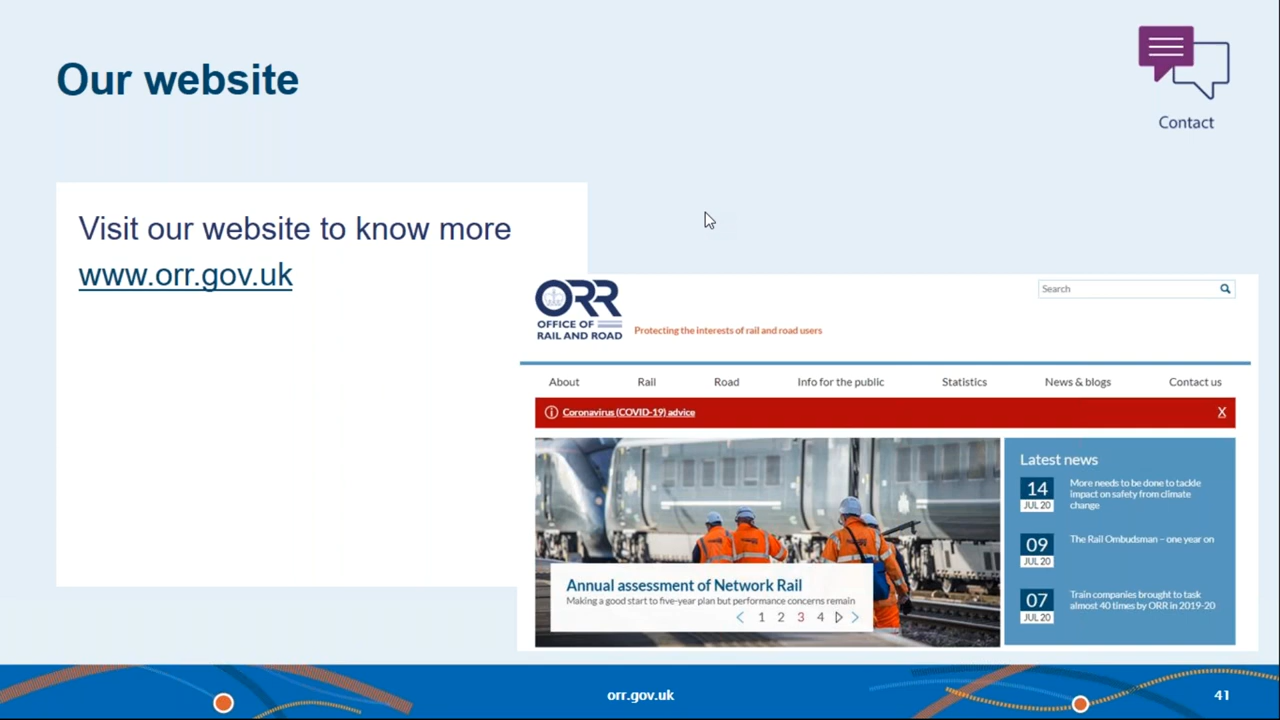 Our website
Contact
Visit our website to know more
www.orr.gov.uk
ORR
OFFICE OF
RAIL AND ROAD
Protecting the interests of rail and road users
Search
About
Rail
Road
Info for the public
Statistics
News & blogs
Contact us
Coronavirus (COVID-19) advice
X
Annual assessment of Network Rail
Making a good start to five-year plan but performance concerns remain
1 2 3 4
Latest news
14
JUL 20
More needs to be done to tackle
impact on safety from climate
change
09
JUL 20
The Rail Ombudsman – one year on
07
JUL 20
Train companies brought to task
almost 40 times by ORR in 2019-20
orr.gov.uk
41